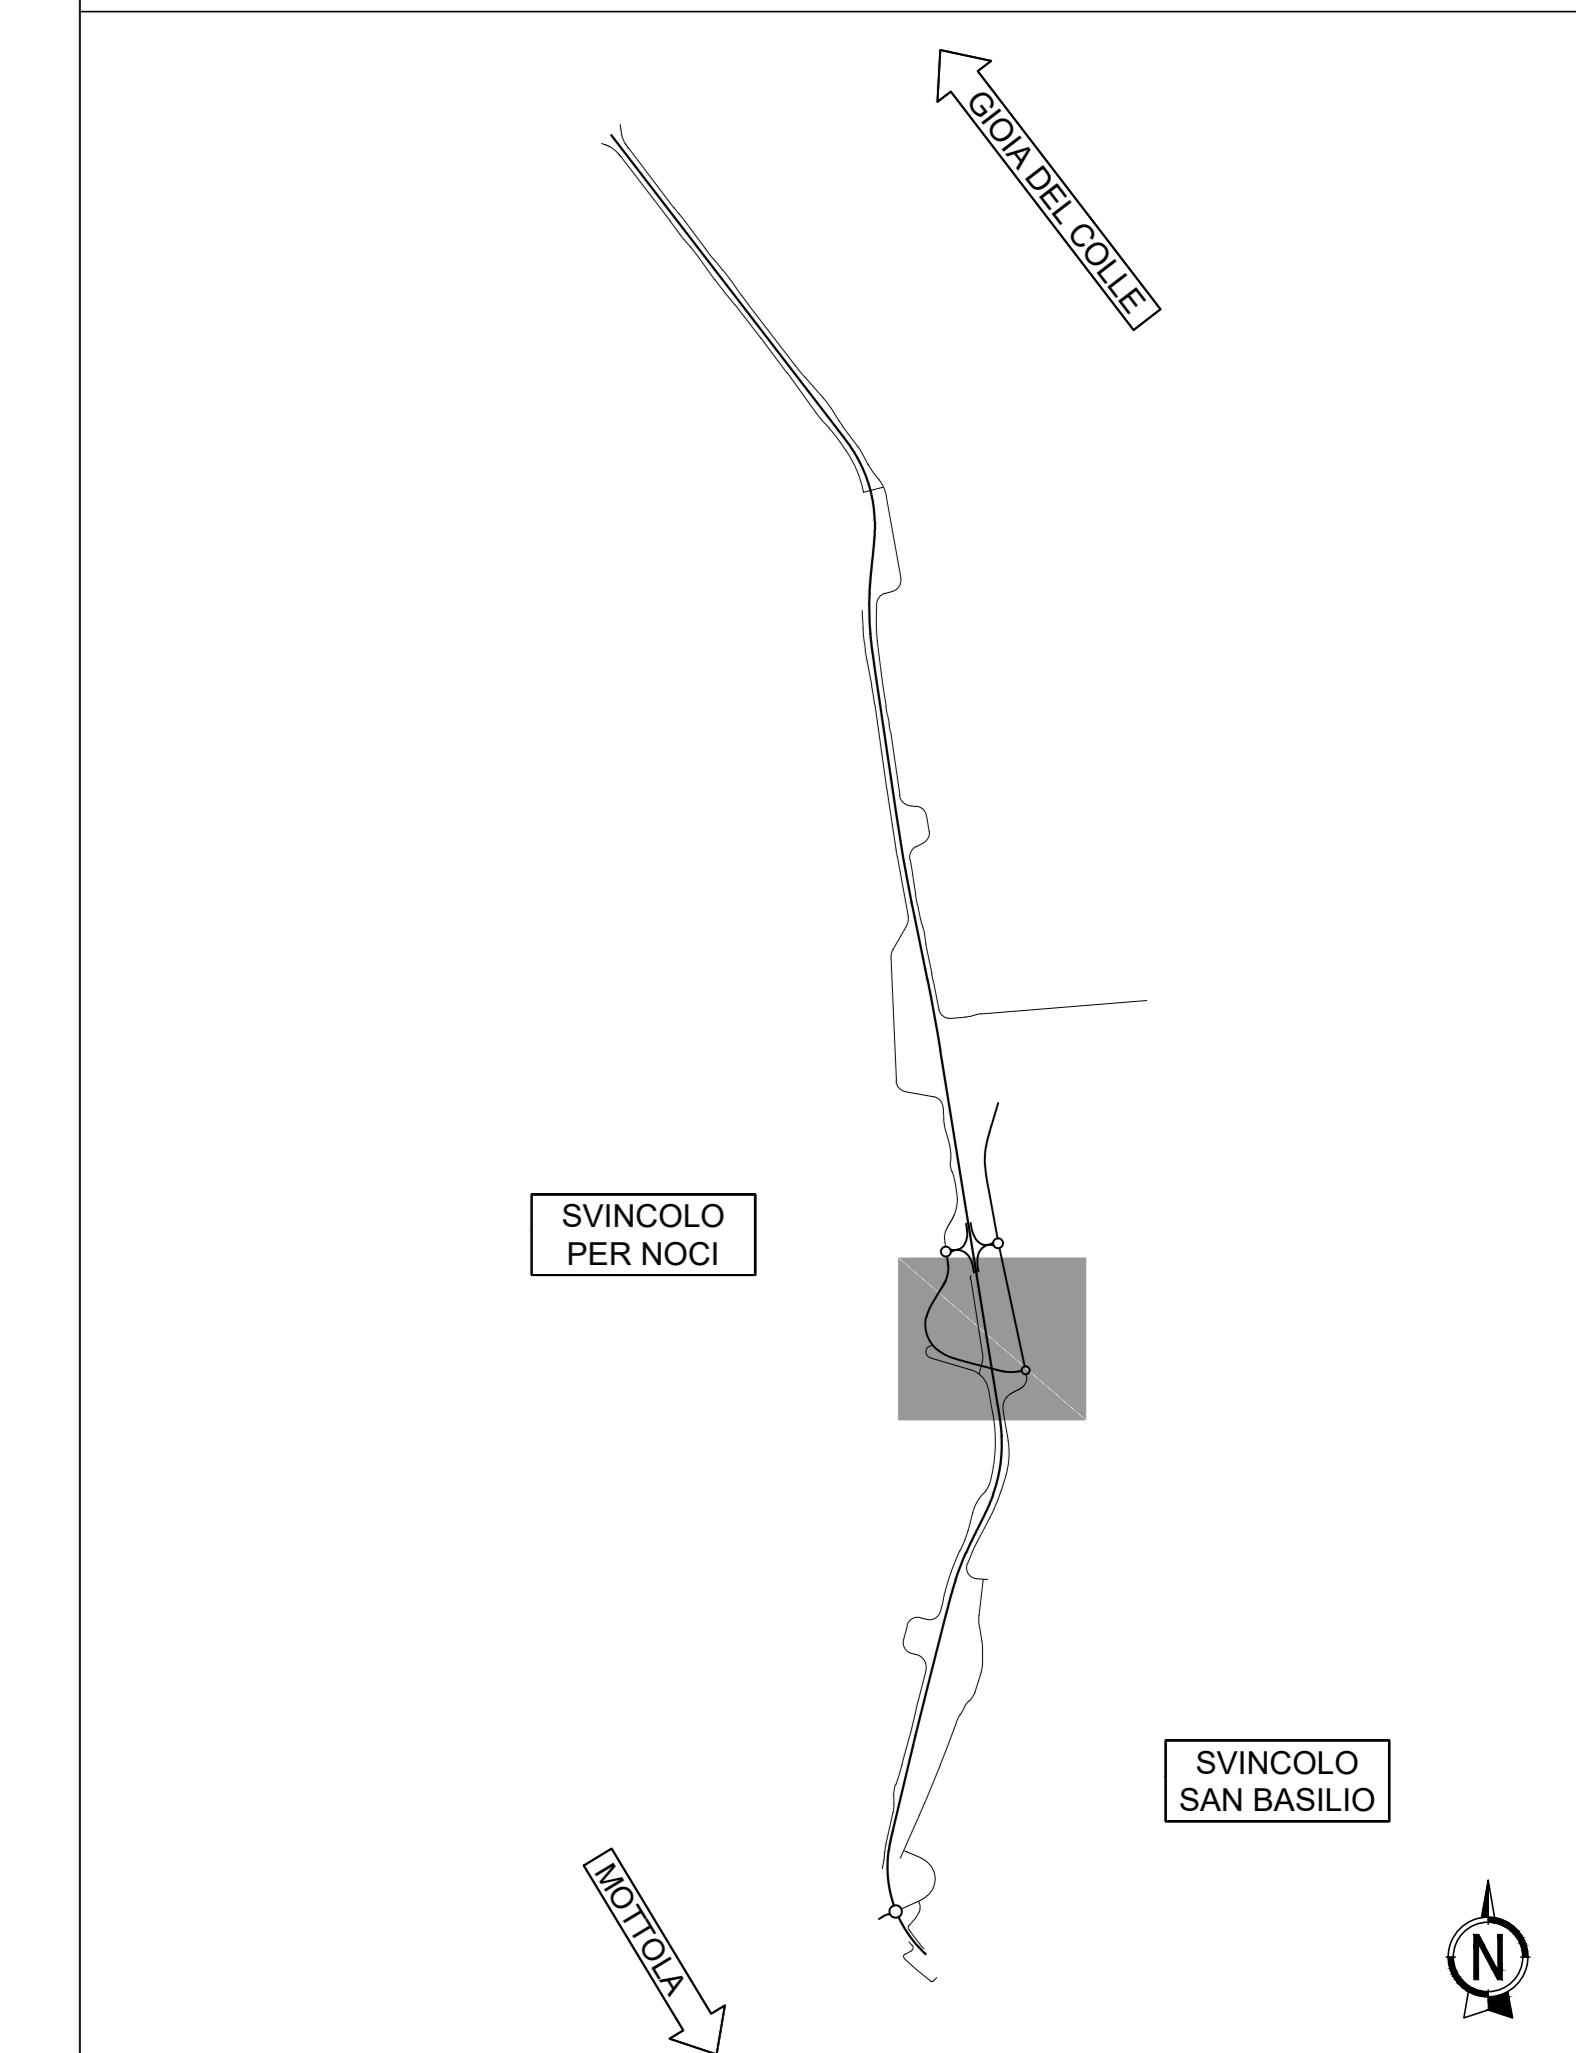 GIOIA DEL COLLE
SVINCOLO
PER NOCI
SVINCOLO
SAN BASILIO
MOTTOLA
N